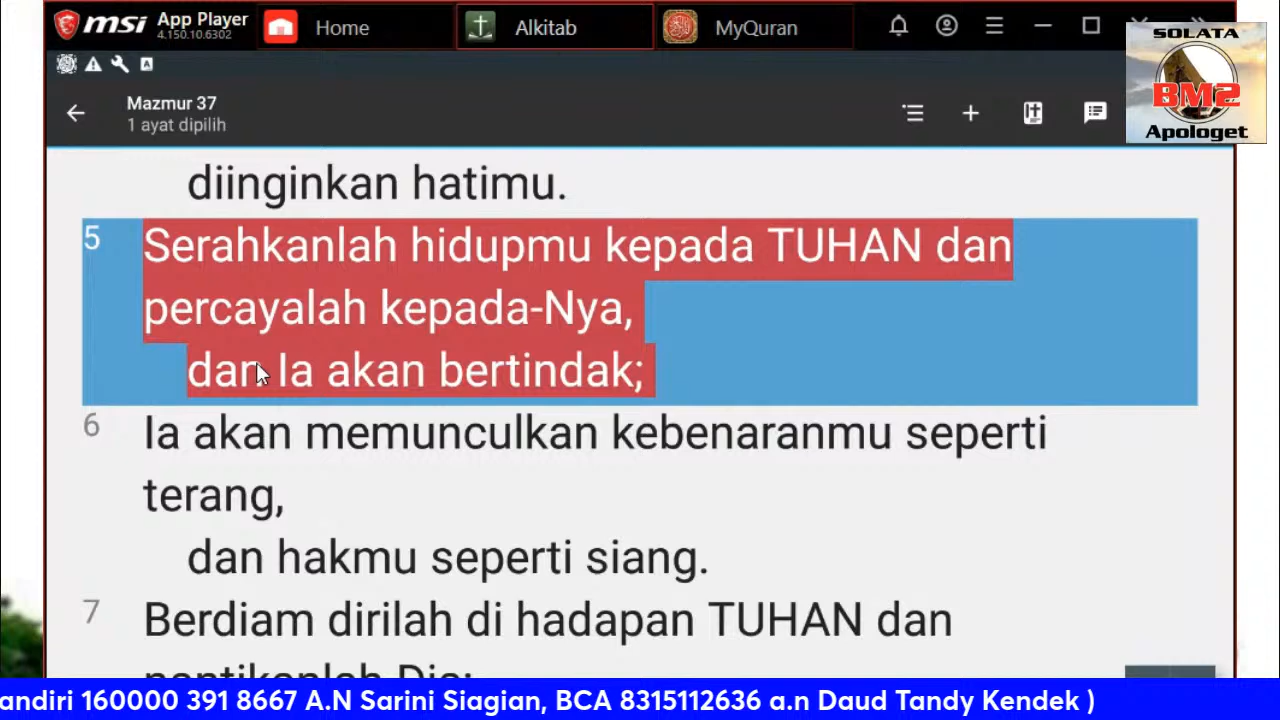 msi App Player
4.150.10.6302
Home
Alkitab
MyQuran
SOLATA
BM2
Apologet
Mazmur 37
1 ayat dipilih
diinginkan hatimu.
5 Serahkanlah hidupmu kepada TUHAN dan
percayalah kepada-Nya,
dan Ia akan bertindak;
6 Ia akan memunculkan kebenaranmu seperti
terang,
dan hakmu seperti siang.
7 Berdiam dirilah di hadapan TUHAN dan
nantikanlah Dia;
andiri 160000 391 8667 A.N Sarini Siagian, BCA 8315112636 a.n Daud Tandy Kendek )